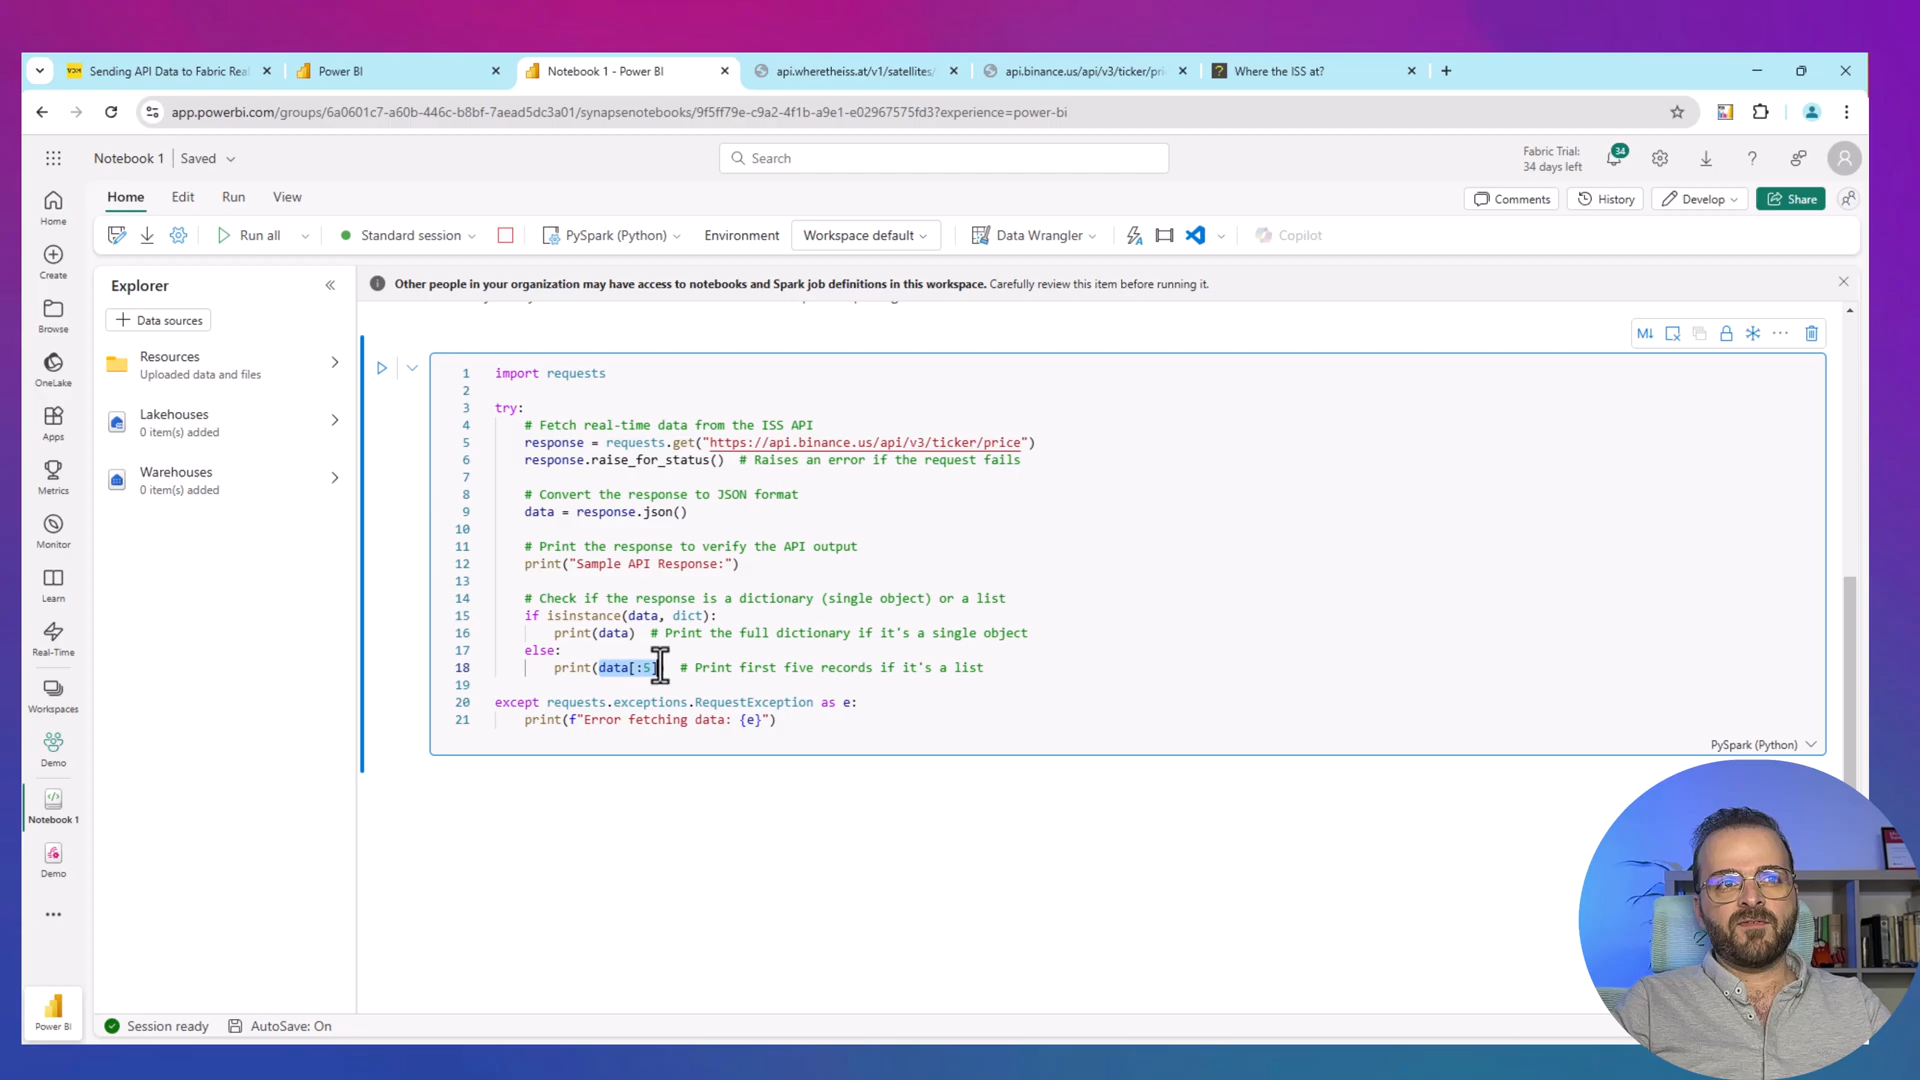 Sending API Data to Fabric Rea
Power BI
Notebook 1 - Power BI
api.wheretheiss.at/v1/satellites/
api.binance.us/api/v3/ticker/pri
Where the ISS at?
app.powerbi.com/groups/6a0601c7-a60b-446c-b8bf-7aead5dc3a01/synapsenotebooks/9f5ff79e-c9a2-4f1b-a9e1-e02967575fd3?experience=power-bi
Notebook 1 | Saved
Search
Fabric Trial:
34 days left
34
Home Edit Run View
Comments History Develop Share
Run all Standard session PySpark (Python) Environment Workspace default Data Wrangler Copilot
Home
Create
Browse
OneLake
Apps
Metrics
Monitor
Learn
Real-Time
Workspaces
Demo
Notebook 1
Demo
Power BI
Explorer
Data sources
Resources
Uploaded data and files
Lakehouses
0 item(s) added
Warehouses
0 item(s) added
Other people in your organization may have access to notebooks and Spark job definitions in this workspace. Carefully review this item before running it.
1 import requests
2
3 try:
4 # Fetch real-time data from the ISS API
5 response = requests.get("https://api.binance.us/api/v3/ticker/price")
6 response.raise_for_status() # Raises an error if the request fails
7
8 # Convert the response to JSON format
9 data = response.json()
10
11 # Print the response to verify the API output
12 print("Sample API Response:")
13
14 # Check if the response is a dictionary (single object) or a list
15 if isinstance(data, dict):
16 print(data) # Print the full dictionary if it's a single object
17 else:
18 print(data[:5] # Print first five records if it's a list
19
20 except requests.exceptions.RequestException as e:
21 print(f"Error fetching data: {e}")
PySpark (Python)
Session ready AutoSave: On